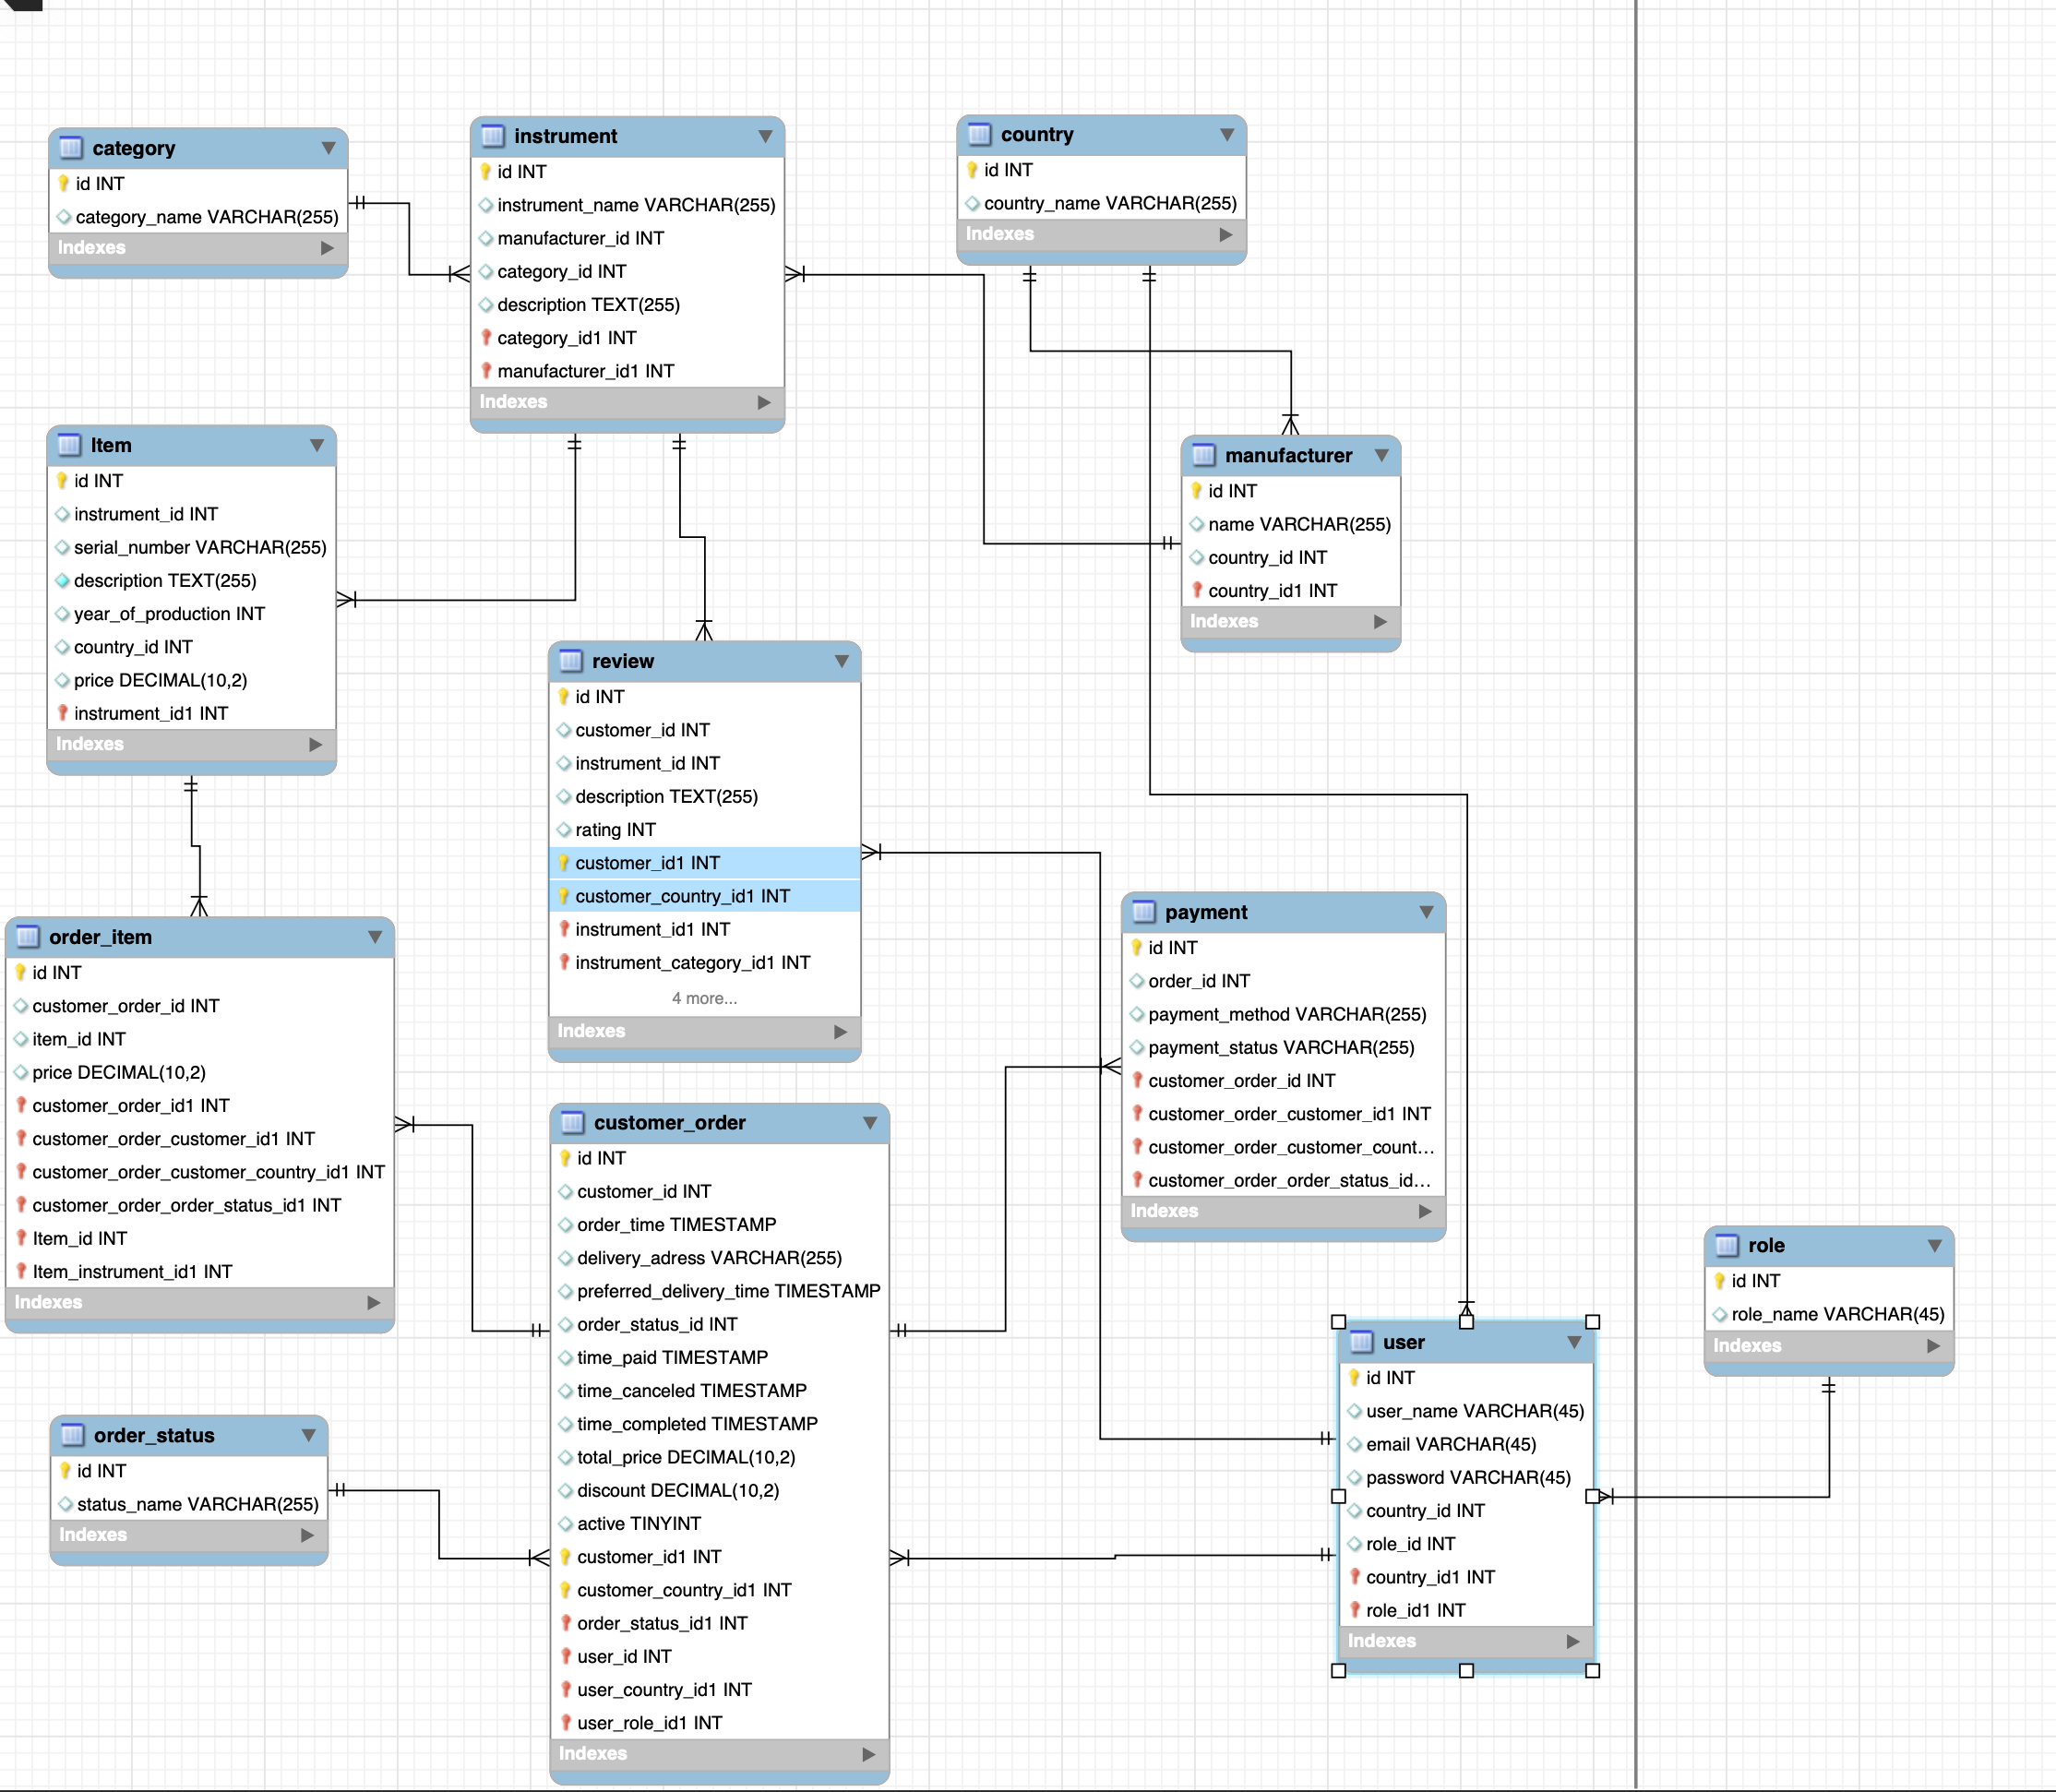 category
id INT
category_name VARCHAR(255)
Indexes
instrument
id INT
instrument_name VARCHAR(255)
manufacturer_id INT
category_id INT
description TEXT(255)
category_id1 INT
manufacturer_id1 INT
Indexes
country
id INT
country_name VARCHAR(255)
Indexes
Item
id INT
instrument_id INT
serial_number VARCHAR(255)
description TEXT(255)
year_of_production INT
country_id INT
price DECIMAL(10,2)
instrument_id1 INT
Indexes
manufacturer
id INT
name VARCHAR(255)
country_id INT
country_id1 INT
Indexes
review
id INT
customer_id INT
instrument_id INT
description TEXT(255)
rating INT
customer_id1 INT
customer_country_id1 INT
instrument_id1 INT
instrument_category_id1 INT
4 more...
Indexes
payment
id INT
order_id INT
payment_method VARCHAR(255)
payment_status VARCHAR(255)
customer_order_id INT
customer_order_customer_id1 INT
customer_order_customer_count...
customer_order_order_status_id...
Indexes
order_item
id INT
customer_order_id INT
item_id INT
price DECIMAL(10,2)
customer_order_id1 INT
customer_order_customer_id1 INT
customer_order_customer_country_id1 INT
customer_order_order_status_id1 INT
Item_id INT
Item_instrument_id1 INT
Indexes
customer_order
id INT
customer_id INT
order_time TIMESTAMP
delivery_adress VARCHAR(255)
preferred_delivery_time TIMESTAMP
order_status_id INT
time_paid TIMESTAMP
time_canceled TIMESTAMP
time_completed TIMESTAMP
total_price DECIMAL(10,2)
discount DECIMAL(10,2)
active TINYINT
customer_id1 INT
customer_country_id1 INT
order_status_id1 INT
user_id INT
user_country_id1 INT
user_role_id1 INT
Indexes
role
id INT
role_name VARCHAR(45)
Indexes
user
id INT
user_name VARCHAR(45)
email VARCHAR(45)
password VARCHAR(45)
country_id INT
role_id INT
country_id1 INT
role_id1 INT
Indexes
order_status
id INT
status_name VARCHAR(255)
Indexes